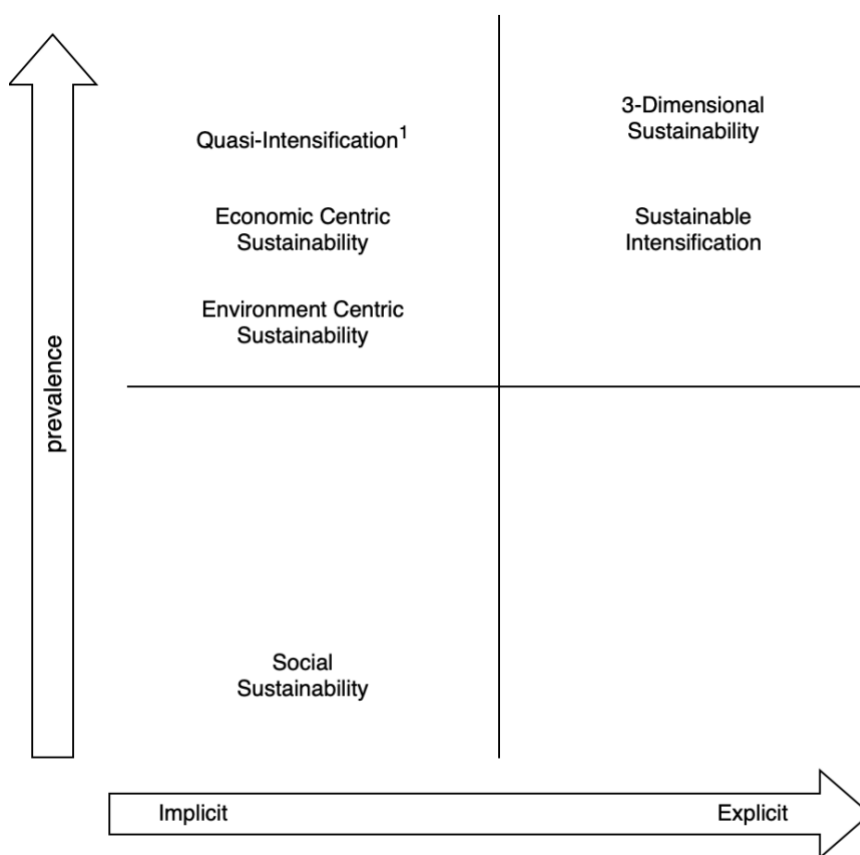 3-Dimensional
Sustainability
Quasi-Intensification¹
Economic Centric
Sustainability
Sustainable
Intensification
Environment Centric
Sustainability
prevalence
Social
Sustainability
Implicit
Explicit